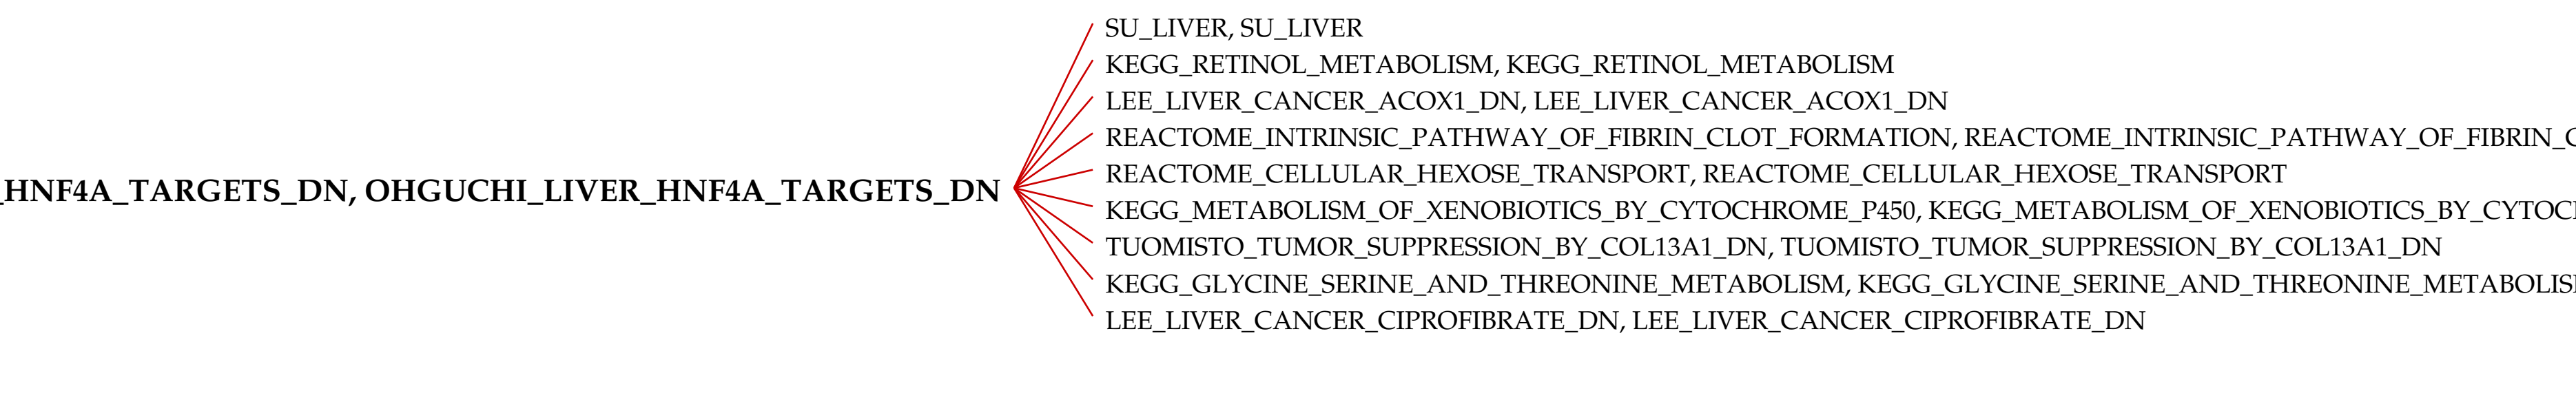 SU_LIVER, SU_LIVER
KEGG_RETINOL_METABOLISM, KEGG_RETINOL_METABOLISM
LEE_LIVER_CANCER_ACOX1_DN, LEE_LIVER_CANCER_ACOX1_DN
REACTOME_INTRINSIC_PATHWAY_OF_FIBRIN_CLOT_FORMATION, REACTOME_INTRINSIC_PATHWAY_OF_FIBRIN_
REACTOME_CELLULAR_HEXOSE_TRANSPORT, REACTOME_CELLULAR_HEXOSE_TRANSPORT
_HNF4A_TARGETS_DN, OHGUCHI_LIVER_HNF4A_TARGETS_DN
KEGG_METABOLISM_OF_XENOBIOTICS_BY_CYTOCHROME_P450, KEGG_METABOLISM_OF_XENOBIOTICS_BY_CYTOC
TUOMISTO_TUMOR_SUPPRESSION_BY_COL13A1_DN, TUOMISTO_TUMOR_SUPPRESSION_BY_COL13A1_DN
KEGG_GLYCINE_SERINE_AND_THREONINE_METABOLISM, KEGG_GLYCINE_SERINE_AND_THREONINE_METABOLIS
LEE_LIVER_CANCER_CIPROFIBRATE_DN, LEE_LIVER_CANCER_CIPROFIBRATE_DN